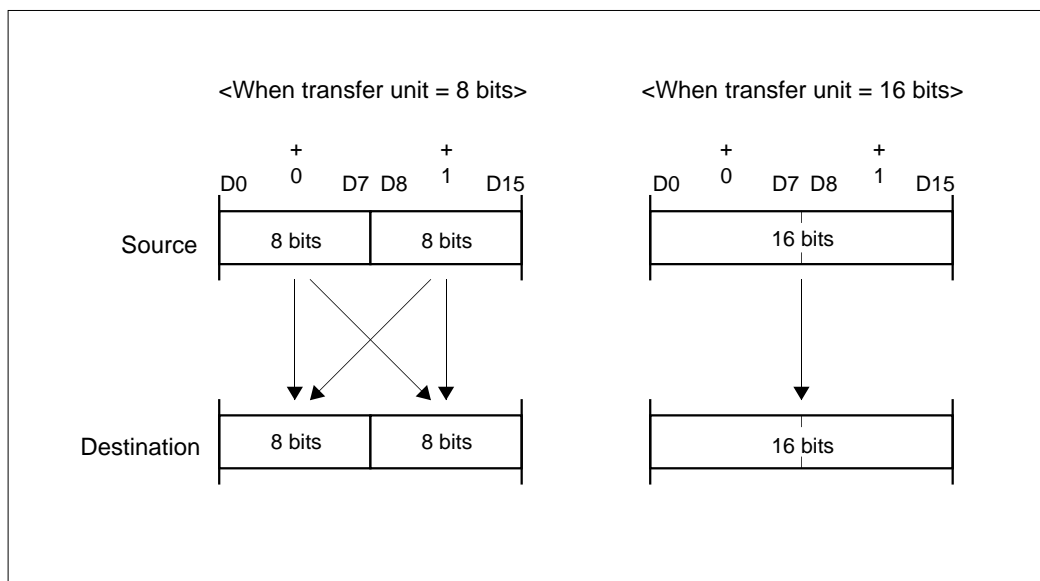 <When transfer unit = 8 bits>
+
0
+
1
D0
D7
D8
D15
Source
8 bits
8 bits
Destination
8 bits
8 bits
<When transfer unit = 16 bits>
+
0
+
1
D0
D7
D8
D15
16 bits
16 bits